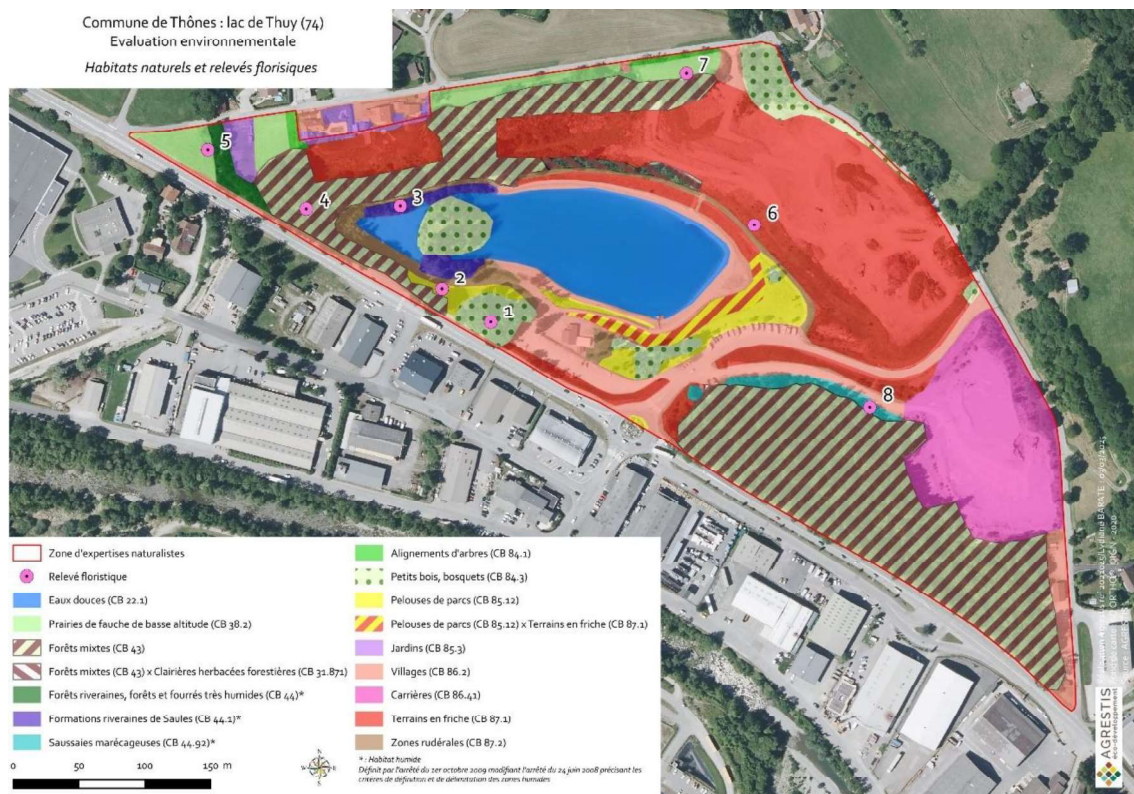 Commune de Thônes : lac de Thuy (74)
Evaluation environnementale
Habitats naturels et relevés florisiques
7
5
4
3
6
2
1
8
Zone d'expertises naturalistes
Relevé floristique
Eaux douces (CB 22.1)
Prairies de fauche de basse altitude (CB 38.2)
Forêts mixtes (CB 43)
Forêts mixtes (CB 43) x Clairières herbacées forestières (CB 31.871)
Forêts riveraines, forêts et fourrés très humides (CB 44)*
Formations riveraines de Saules (CB 44.1)*
Saussaies marécageuses (CB 44.92)*
0 50 100 150 m
Alignements d'arbres (CB 84.1)
Petits bois, bosquets (CB 84.3)
Pelouses de parcs (CB 85.12)
Pelouses de parcs (CB 85.12) x Terrains en friche (CB 87.1)
Jardins (CB 85.3)
Villages (CB 86.2)
Carrières (CB 86.41)
Terrains en friche (CB 87.1)
Zones rudérales (CB 87.2)
* : Habitat humide
Définit par l'arrêté du 1er octobre 2009 modifiant l'arrêté du 24 juin 2008 précisant les
critères de définition et de délimitation des zones humides
AGRESTIS
éco-développement